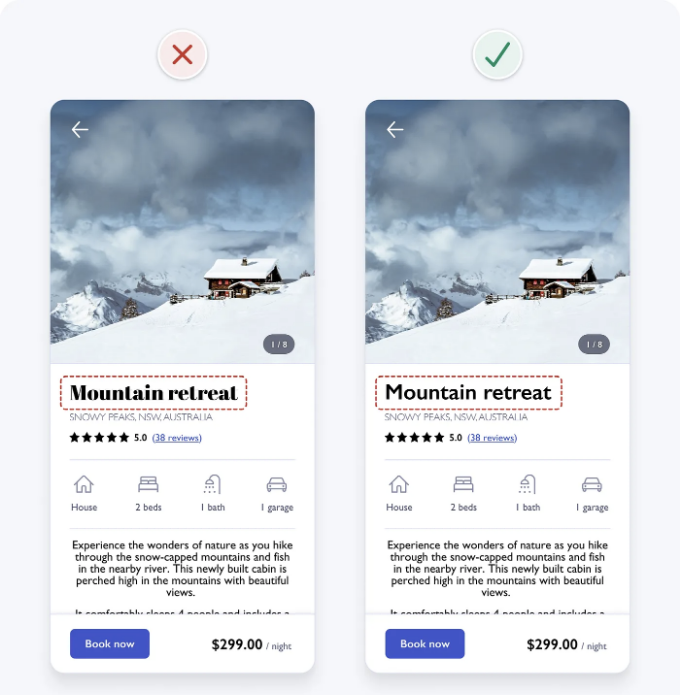 1 / 8
Mountain retreat
SNOWY PEAKS, NSW, AUSTRALIA
5.0 (38 reviews)
House 2 beds 1 bath 1 garage
Experience the wonders of nature as you hike
through the snow-capped mountains and fish
in the nearby river. This newly built cabin is
perched high in the mountains with beautiful
views.
It comfortably sleeps 4 people and includes a
Book now $299.00 / night
1 / 8
Mountain retreat
SNOWY PEAKS, NSW, AUSTRALIA
5.0 (38 reviews)
House 2 beds 1 bath 1 garage
Experience the wonders of nature as you hike
through the snow-capped mountains and fish
in the nearby river. This newly built cabin is
perched high in the mountains with beautiful
views.
It comfortably sleeps 4 people and includes a
Book now $299.00 / night